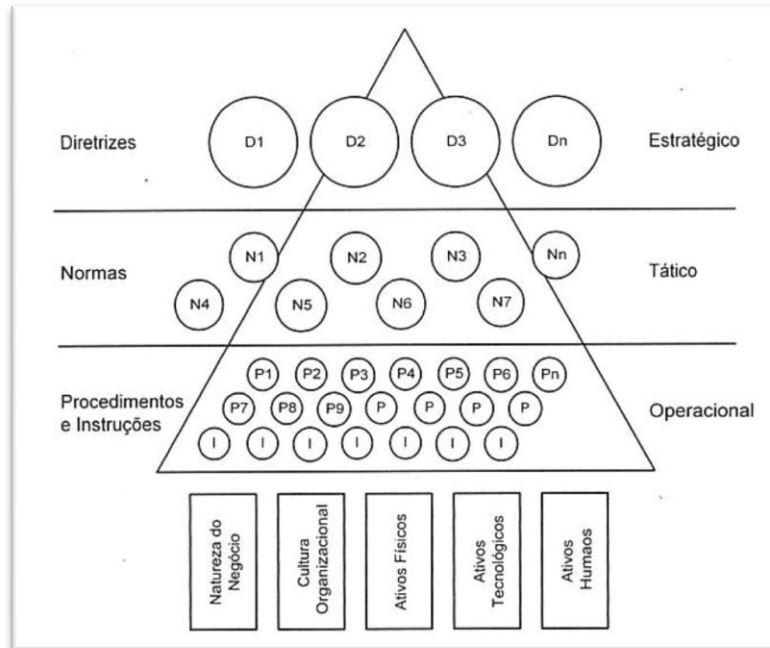 Diretrizes D1 D2 D3 Dn Estratégico
N1 N2 N3 Nn
Normas Tático
N4 N5 N6 N7
P1 P2 P3 P4 P5 P6 Pn
Procedimentos
e Instruções
P7 P8 P9 P P P P Operacional
I I I I I I I
Natureza do
Negócio
Cultura
Organizacional
Ativos Físicos
Ativos
Tecnológicos
Ativos
Humaos